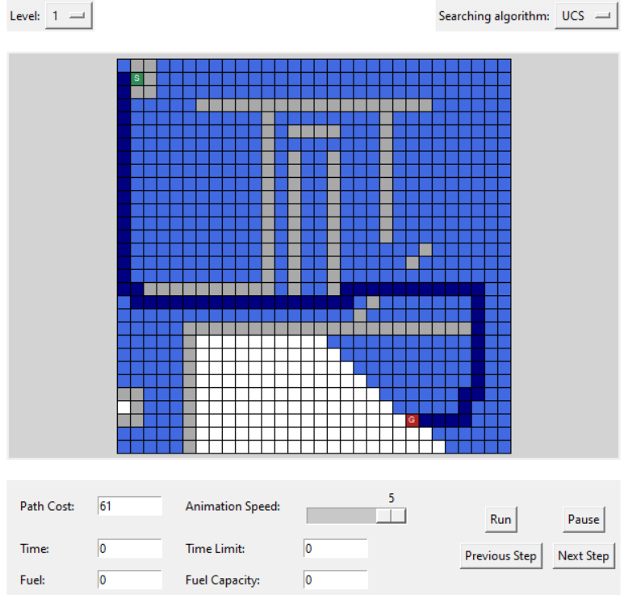 Level: 1 Searching algorithm: UCS
S
G
5
Path Cost: 61 Animation Speed:
Run Pause
Time: 0 Time Limit: 0
Previous Step Next Step
Fuel: 0 Fuel Capacity: 0